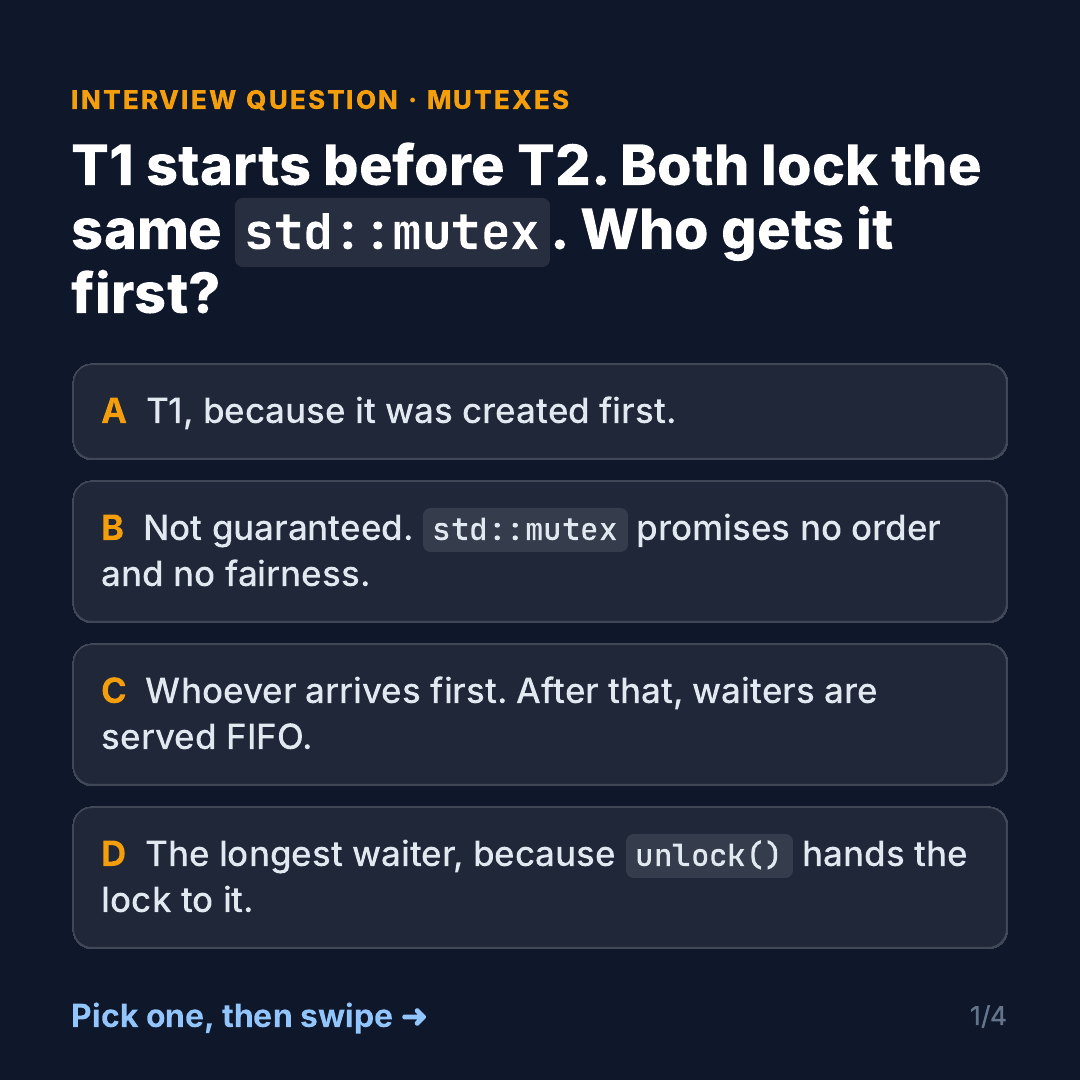 INTERVIEW QUESTION · MUTEXES
T1 starts before T2. Both lock the
same std::mutex. Who gets it
first?
A T1, because it was created first.
B Not guaranteed. std::mutex promises no order
and no fairness.
C Whoever arrives first. After that, waiters are
served FIFO.
D The longest waiter, because unlock() hands the
lock to it.
Pick one, then swipe ➔
1/4